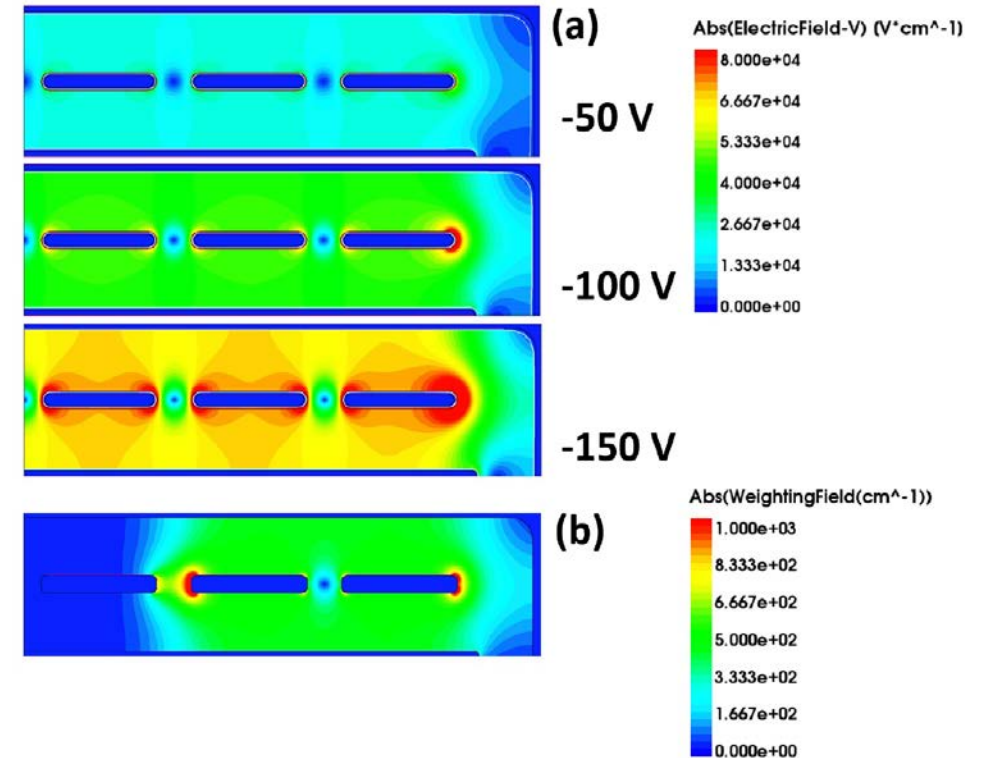 (a)
Abs(ElectricField-V) (V*cm^-1)
8.000e+04
6.667e+04
5.333e+04
4.000e+04
2.667e+04
1.333e+04
0.000e+00
-50 V
-100 V
-150 V
(b)
Abs(WeightingField(cm^-1))
1.000e+03
8.333e+02
6.667e+02
5.000e+02
3.333e+02
1.667e+02
0.000e+00